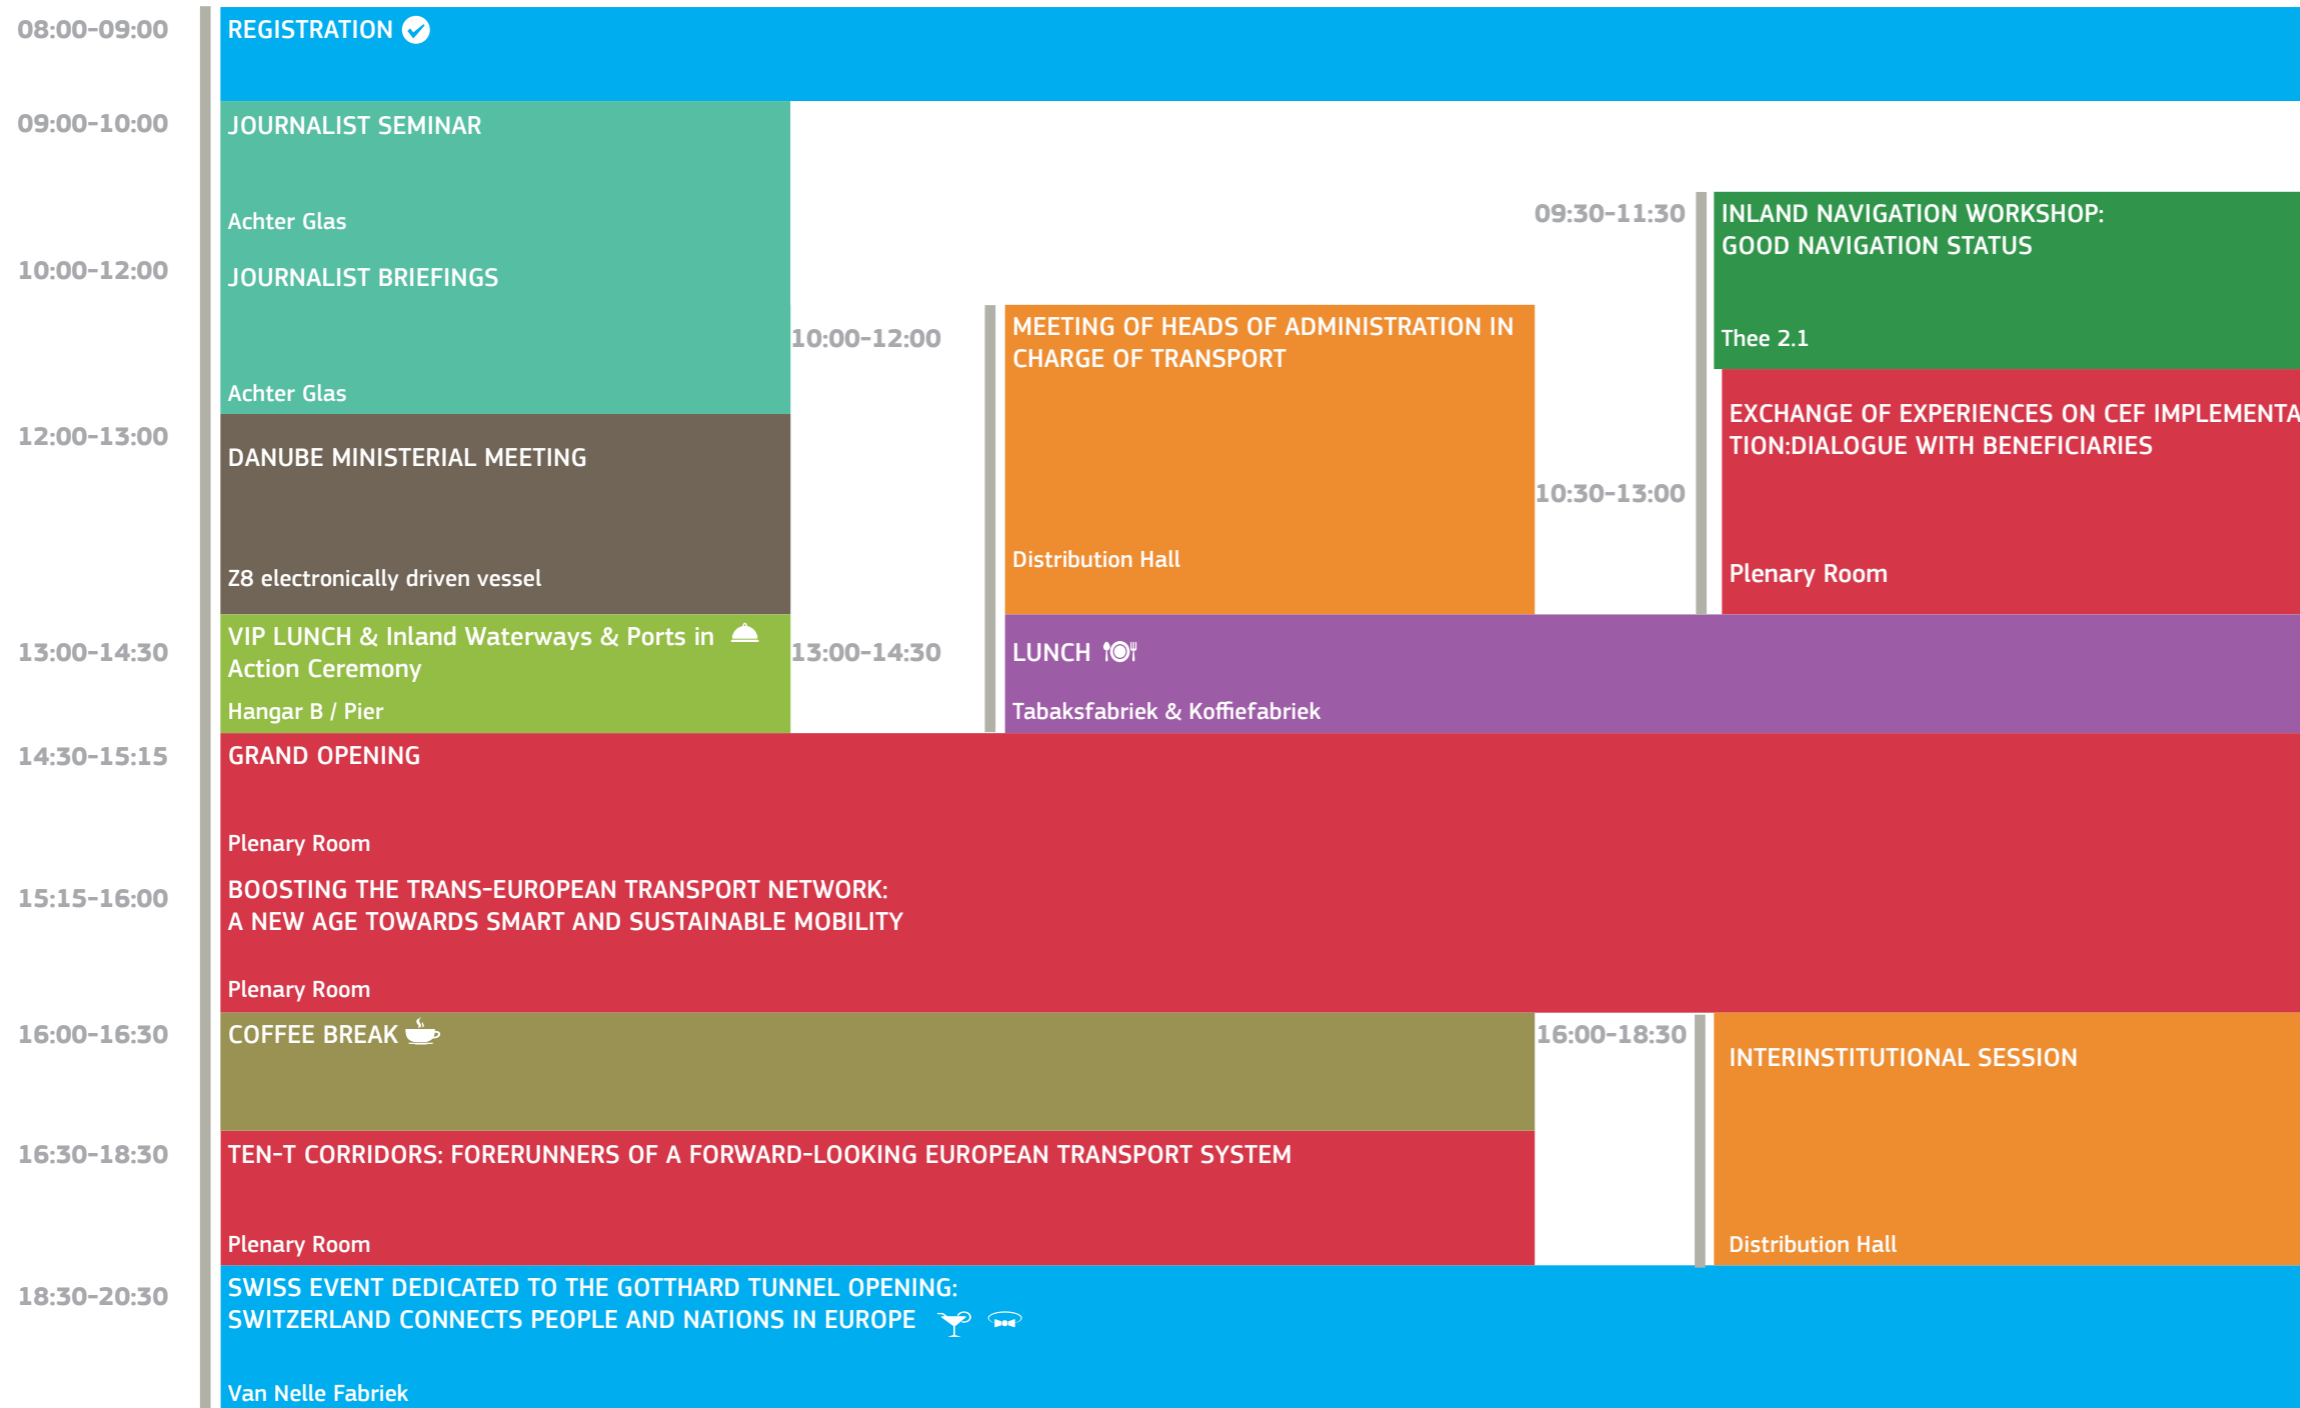 08:00-09:00
REGISTRATION
09:00-10:00
JOURNALIST SEMINAR
Achter Glas
10:00-12:00
JOURNALIST BRIEFINGS
Achter Glas
12:00-13:00
DANUBE MINISTERIAL MEETING
Z8 electronically driven vessel
13:00-14:30
VIP LUNCH & Inland Waterways & Ports in
Action Ceremony
Hangar B / Pier
10:00-12:00
MEETING OF HEADS OF ADMINISTRATION IN
CHARGE OF TRANSPORT
Distribution Hall
09:30-11:30
INLAND NAVIGATION WORKSHOP:
GOOD NAVIGATION STATUS
Thee 2.1
10:30-13:00
EXCHANGE OF EXPERIENCES ON CEF IMPLEMENTA
TION:DIALOGUE WITH BENEFICIARIES
Plenary Room
13:00-14:30
LUNCH
Tabaksfabriek & Koffiefabriek
14:30-15:15
GRAND OPENING
Plenary Room
15:15-16:00
BOOSTING THE TRANS-EUROPEAN TRANSPORT NETWORK:
A NEW AGE TOWARDS SMART AND SUSTAINABLE MOBILITY
Plenary Room
16:00-16:30
COFFEE BREAK
16:00-18:30
INTERINSTITUTIONAL SESSION
Distribution Hall
16:30-18:30
TEN-T CORRIDORS: FORERUNNERS OF A FORWARD-LOOKING EUROPEAN TRANSPORT SYSTEM
Plenary Room
18:30-20:30
SWISS EVENT DEDICATED TO THE GOTTHARD TUNNEL OPENING:
SWITZERLAND CONNECTS PEOPLE AND NATIONS IN EUROPE
Van Nelle Fabriek